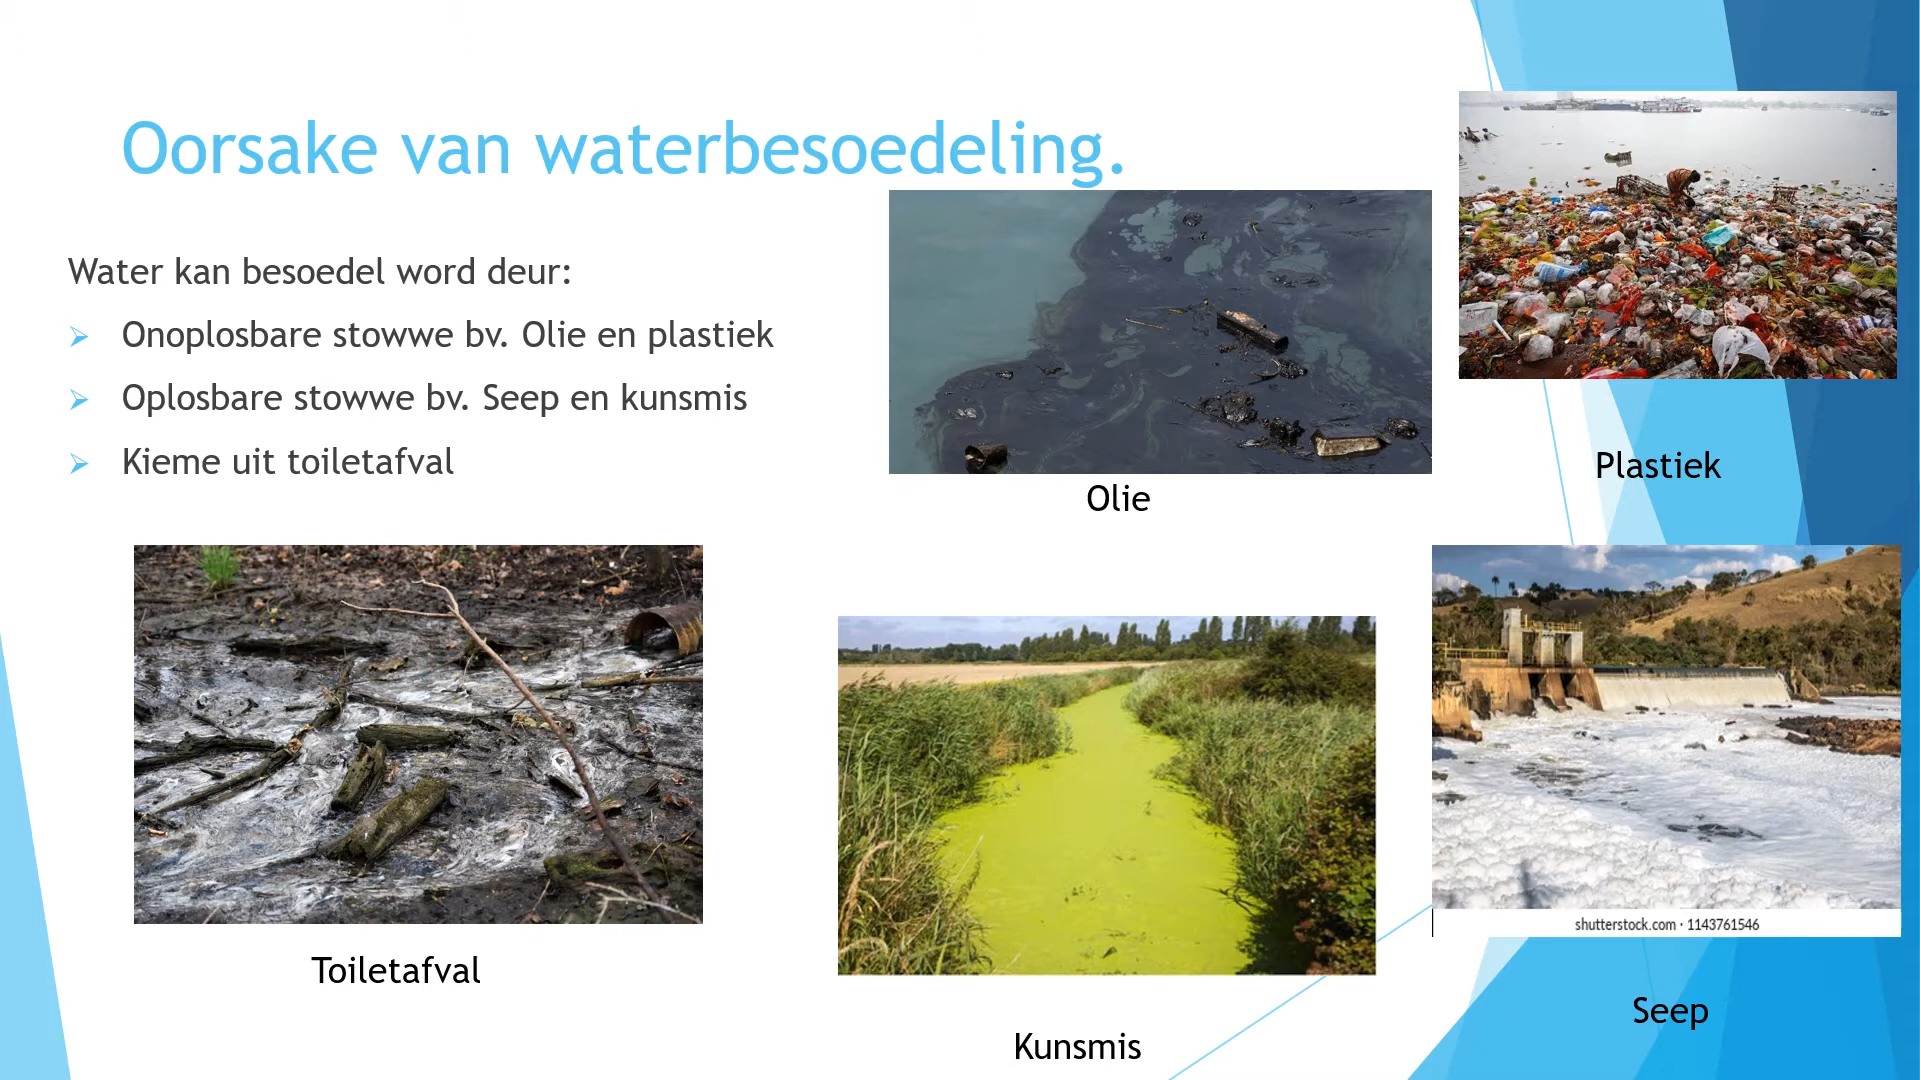 Oorsake van waterbesoedeling.
Water kan besoedel word deur:
Onoplosbare stowwe bv. Olie en plastiek
Oplosbare stowwe bv. Seep en kunsmis
Kieme uit toiletafval
Olie
Plastiek
Toiletafval
Kunsmis
shutterstock.com · 1143761546
Seep